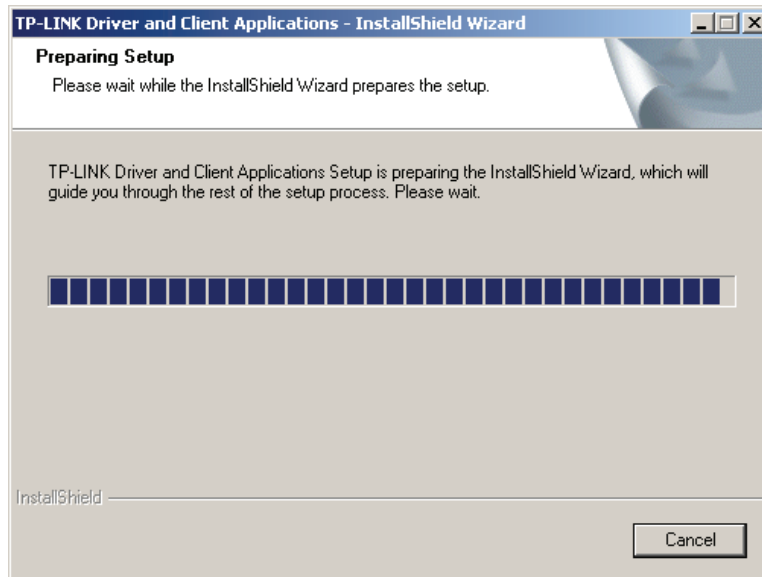 TP-LINK Driver and Client Applications - InstallShield Wizard
Preparing Setup
Please wait while the InstallShield Wizard prepares the setup.
TP-LINK Driver and Client Applications Setup is preparing the InstallShield Wizard, which will
guide you through the rest of the setup process. Please wait.
InstallShield
Cancel